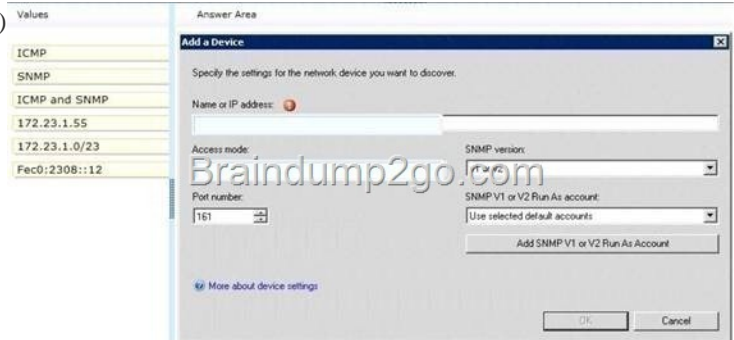 Values
Answer Area
)
ICMP
SNMP
ICMP and SNMP
172.23.1.55
172.23.1.0/23
Fec0:2308::12
Add a Device
Specify the settings for the network device you want to discover.
Name or IP address:
Access mode:
SNMP version:
V1 or V2
Braindump2go.com
Port number:
SNMP V1 or V2 Run As account:
161
Use selected default accounts
Add SNMP V1 or V2 Run As Account
More about device settings
OK
Cancel